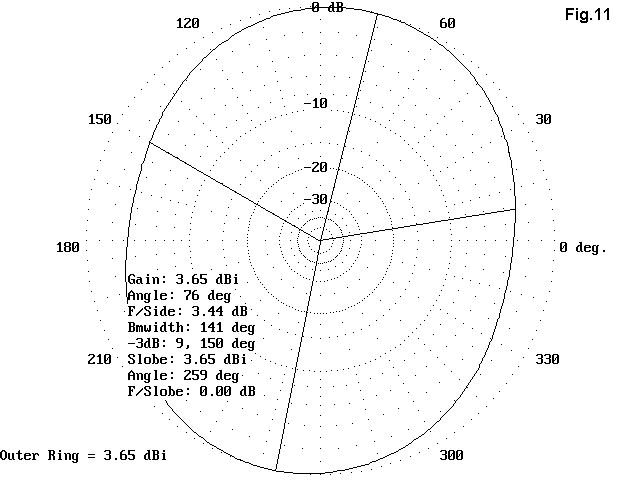 0 dB
Fig.11
120
60
-10
150
30
-20
-30
180
0 deg.
Gain: 3.65 dBi
Angle: 76 deg
F/Side: 3.44 dB
Bmwidth: 141 deg
-3dB: 9, 150 deg
Slobe: 3.65 dBi
Angle: 259 deg
F/Slobe: 0.00 dB
210
330
Outer Ring = 3.65 dBi
300